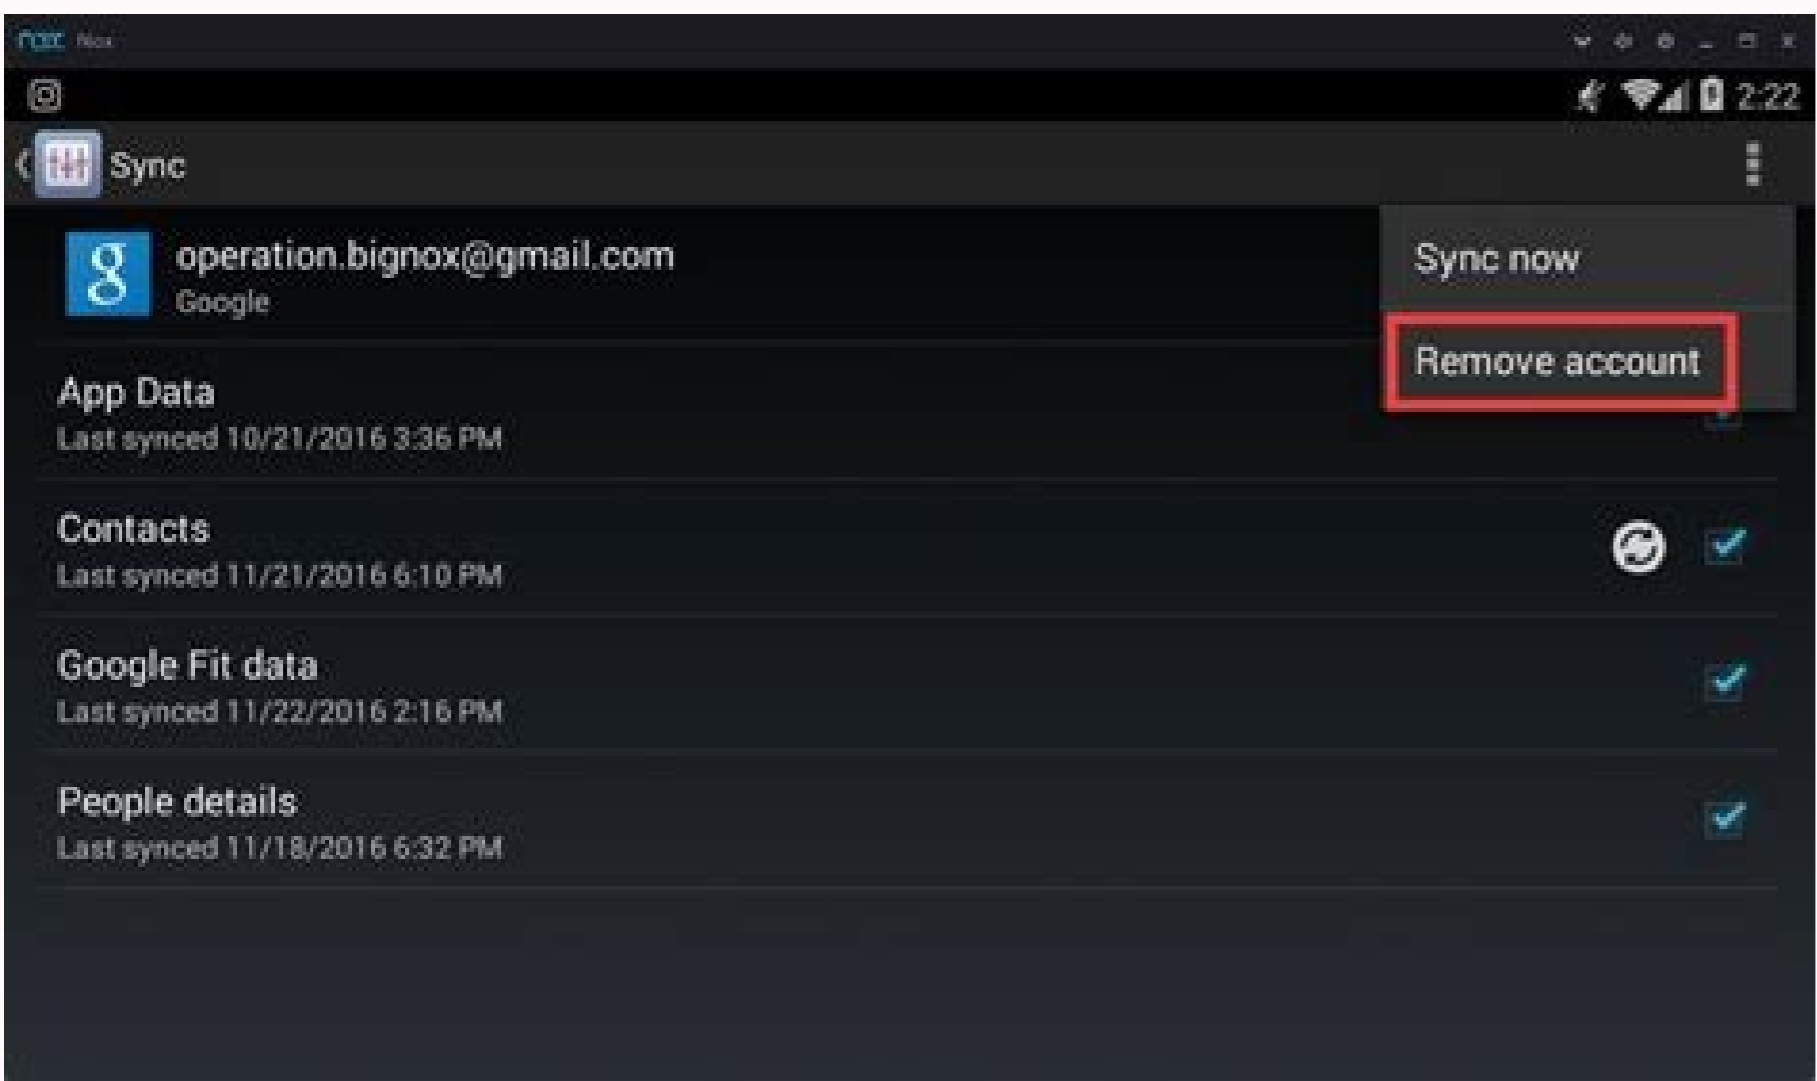 nox Nox
2:22
Sync
operation.bignox@gmail.com
Google
Sync now
Remove account
App Data
Last synced 10/21/2016 3:36 PM
Contacts
Last synced 11/21/2016 6:10 PM
Google Fit data
Last synced 11/22/2016 2:16 PM
People details
Last synced 11/18/2016 6:32 PM